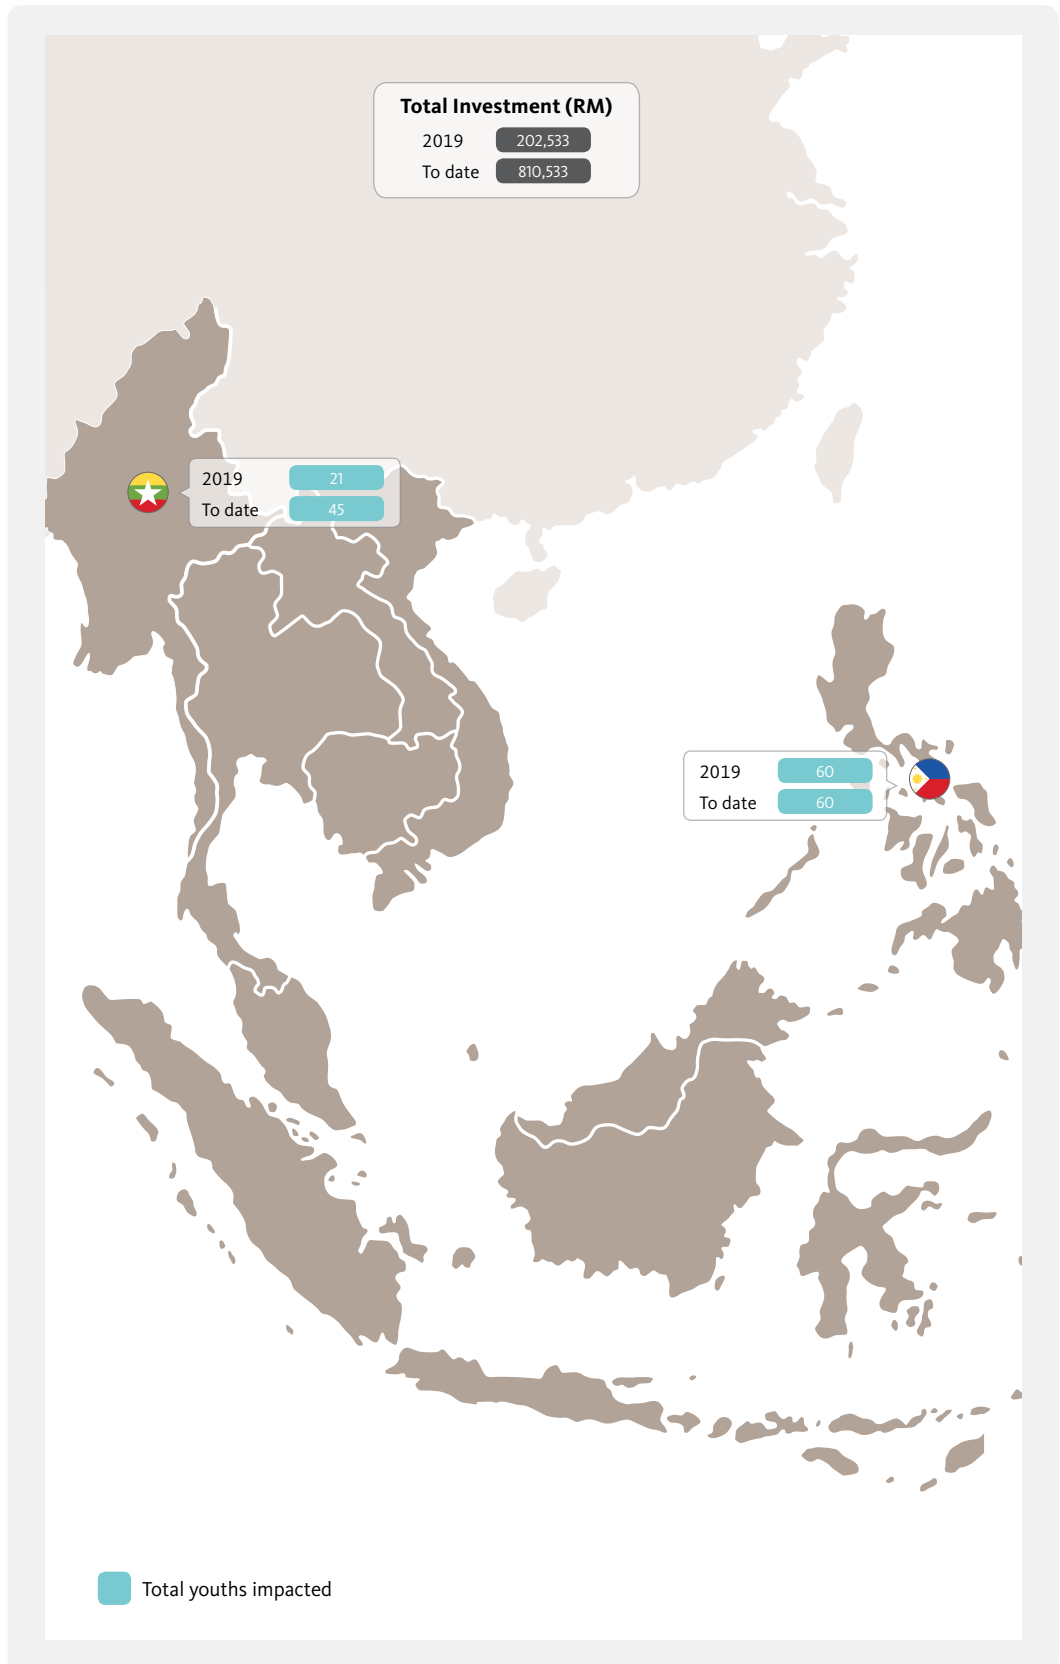 Total Investment (RM)
2019 202,533
To date 810,533
2019 21
To date 45
2019 60
To date 60
Total youths impacted